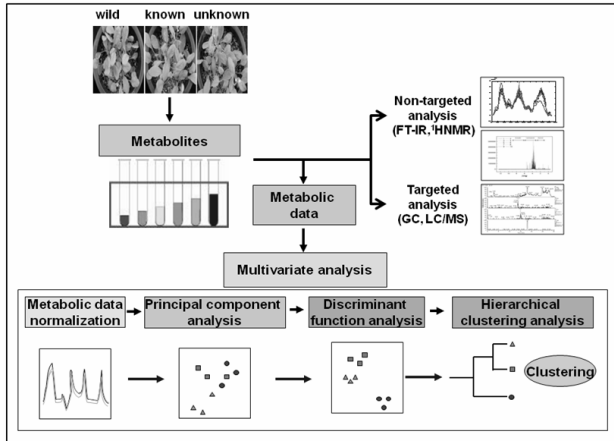 wild known unknown
Metabolites
Non-targeted
analysis
(FT-IR,¹HNMR)
Metabolic
data
Targeted
analysis
(GC, LC/MS)
Multivariate analysis
Metabolic data
normalization
Principal component
analysis
Discriminant
function analysis
Hierarchical
clustering analysis
Clustering